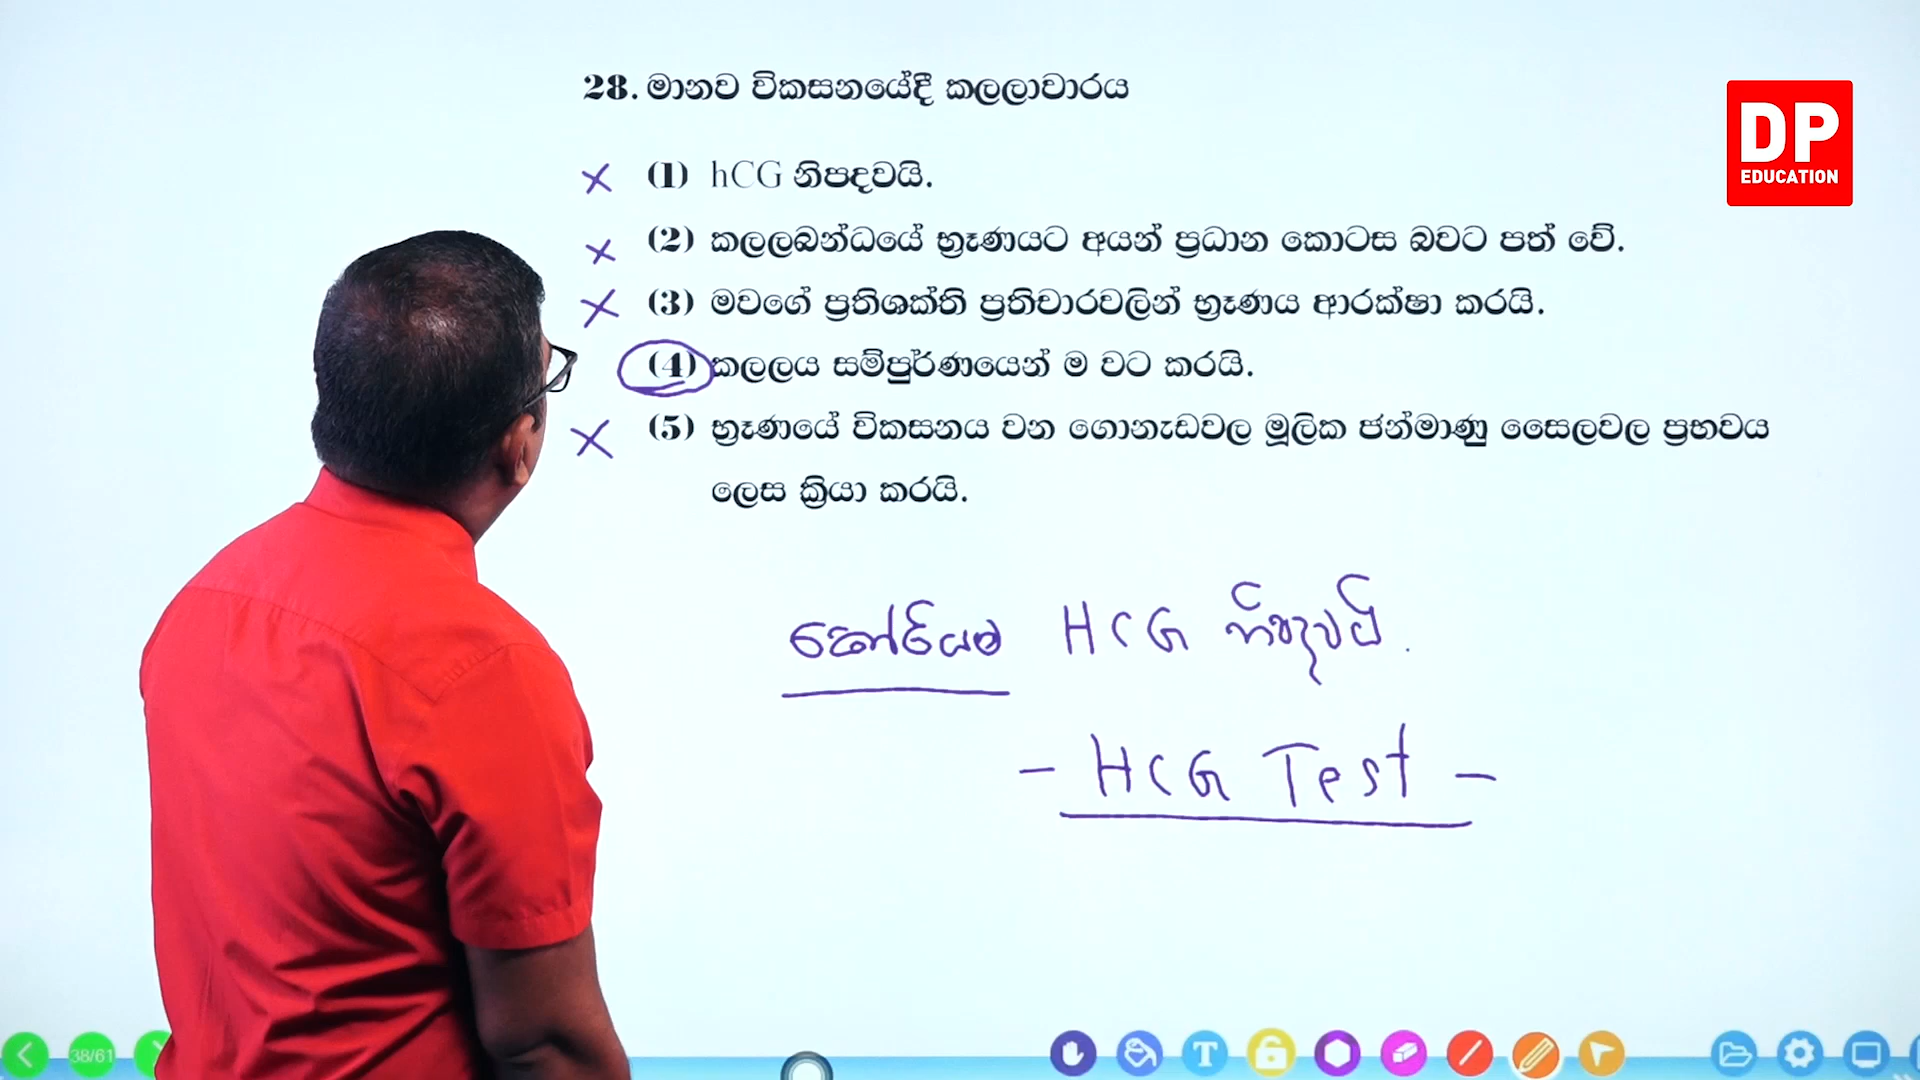 28. මානව විකසනයේදී කලලාවාරය
(1) hCG නිපදවයි.
(2) කලලබන්ධයේ භ්‍රෑණයට අයන් ප්‍රධාන කොටස බවට පත් වේ.
(3) මවගේ ප්‍රතිශක්ති ප්‍රතිචාරවලින් භ්‍රෑණය ආරක්ෂා කරයි.
(4) කලලය සම්පුර්ණයෙන් ම වට කරයි.
(5) භ්‍රෑණයේ විකසනය වන ගොනැඩවල මූලික ජන්මාණු සෛලවල ප්‍රභවය
ලෙස ක්‍රියා කරයි.
DP
EDUCATION
කෝරියම HCG නිපදවයි.
- HCG Test -
38/61
T